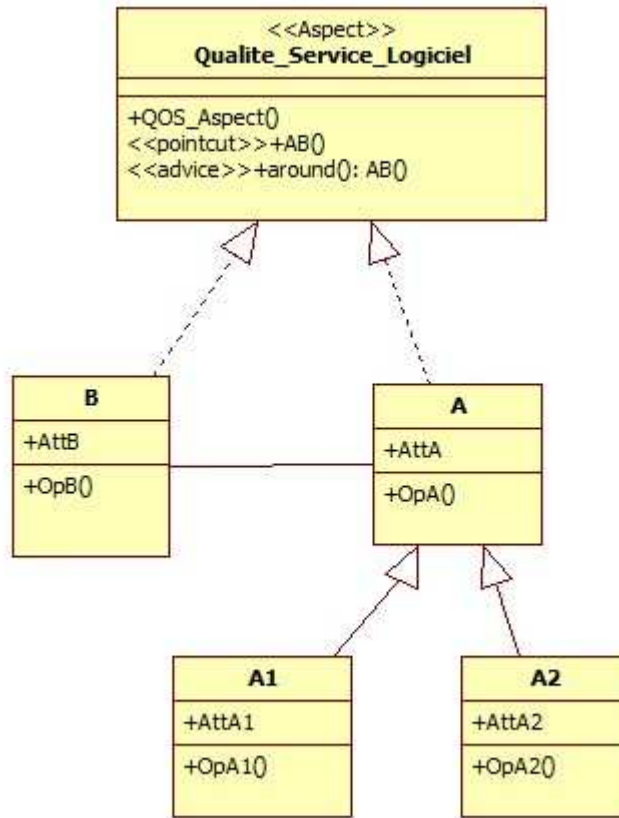 <<Aspect>>
Qualite_Service_Logiciel
+QOS_Aspect()
<<pointcut>>+AB()
<<advice>>+around(): AB()
B
+AttB
+OpB()
A
+AttA
+OpA()
A1
+AttA1
+OpA1()
A2
+AttA2
+OpA2()